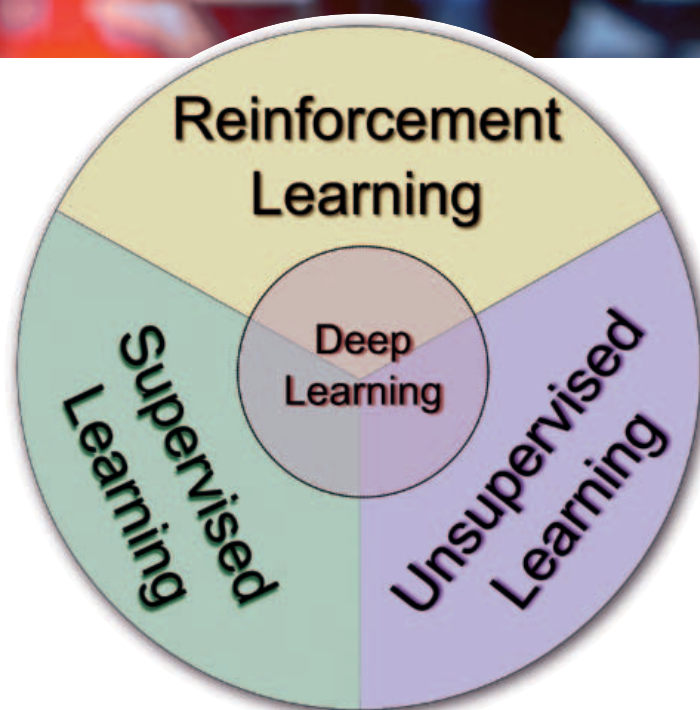 Reinforcement
Learning
Deep
Learning
Supervised
Learning
Unsupervised
Learning